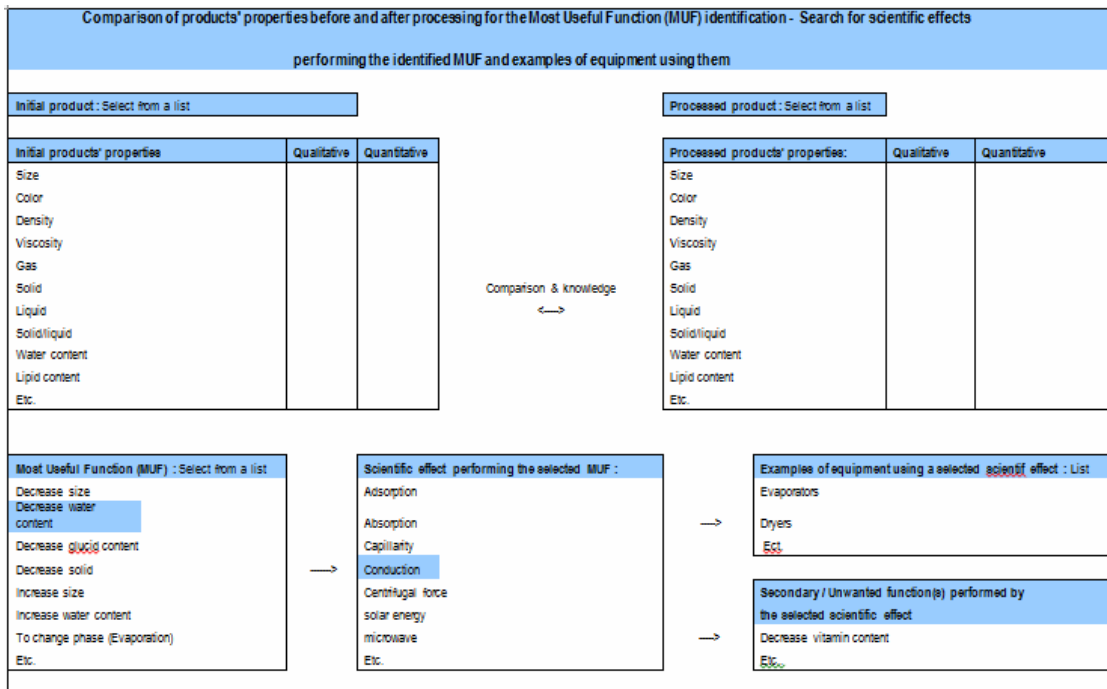 Comparison of products' properties before and after processing for the Most Useful Function (MUF) identification - Search for scientific effects
performing the identified MUF and examples of equipment using them
Initial product : Select from a list
Processed product : Select from a list
Initial products' properties Qualitative Quantitative
Size
Color
Density
Viscosity
Gas
Solid
Liquid
Solid/liquid
Water content
Lipid content
Etc.
Comparison & knowledge
<---->
Processed products' properties: Qualitative Quantitative
Size
Color
Density
Viscosity
Gas
Solid
Liquid
Solid/liquid
Water content
Lipid content
Etc.
Most Useful Function (MUF) : Select from a list
Decrease size
Decrease water
content
Decrease glucid content
Decrease solid
Increase size
Increase water content
To change phase (Evaporation)
Etc.
---->
Scientific effect performing the selected MUF :
Adsorption
Absorption
Capillarity
Conduction
Centrifugal force
solar energy
microwave
Etc.
--->
Examples of equipment using a selected scientif effect : List
Evaporators
Dryers
Ect.
--->
Secondary / Unwanted function(s) performed by
the selected scientific effect
Decrease vitamin content
Etc.